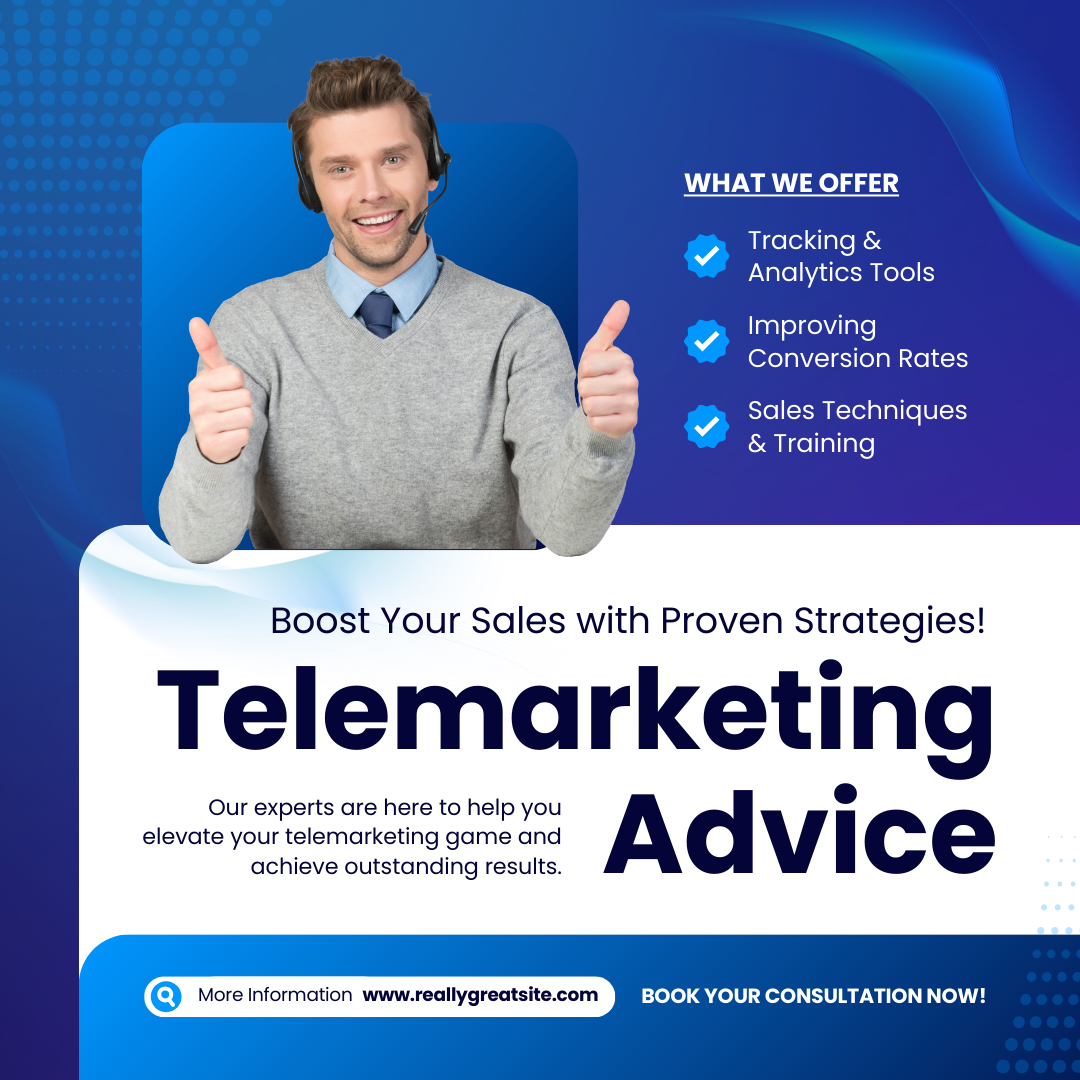 WHAT WE OFFER
Tracking &
Analytics Tools
Improving
Conversion Rates
Sales Techniques
& Training
Boost Your Sales with Proven Strategies!
Telemarketing
Advice
Our experts are here to help you
elevate your telemarketing game and
achieve outstanding results.
More Information www.reallygreatsite.com
BOOK YOUR CONSULTATION NOW!